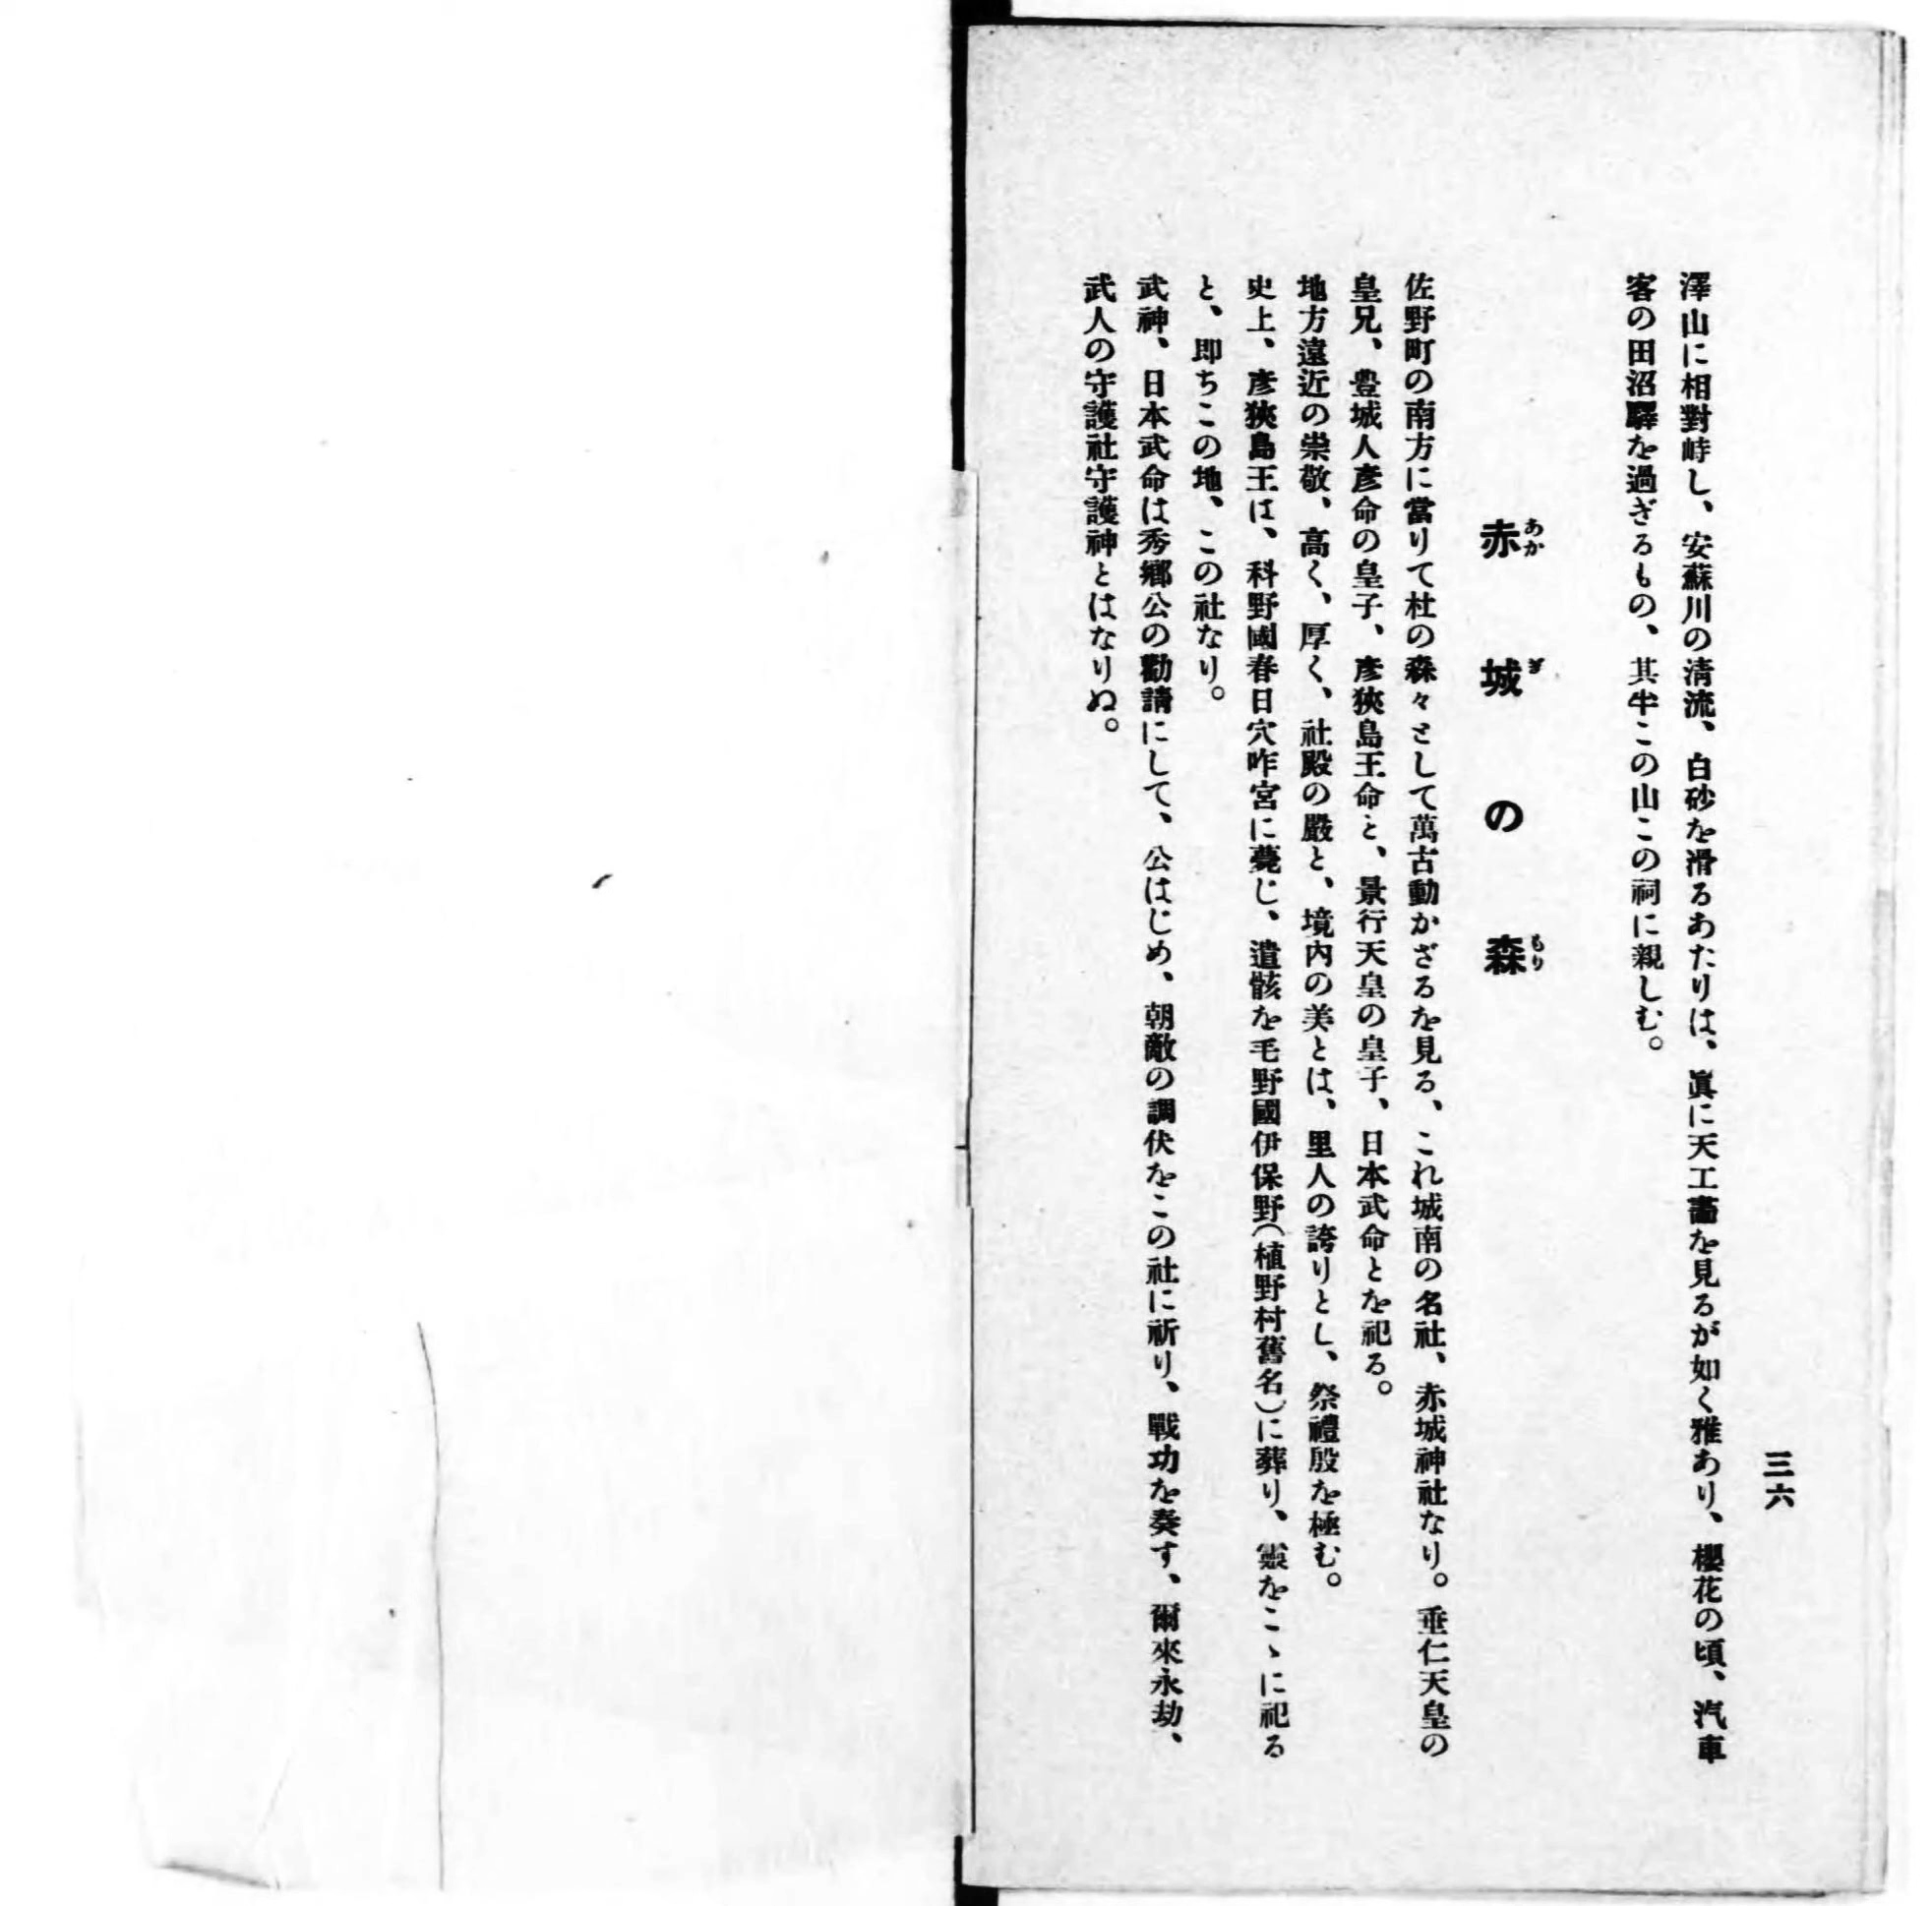 三六
澤山に相對峙し、安蘇川の清流、白砂を滑るあたりは、眞に天工畵を見るが如く雅あり、櫻花の頃、汽車
客の田沼驛を過ぎるもの、其半この山この祠に親しむ。
赤城の森
あか ぎ もり
佐野町の南方に當りて杜の森々として萬古動かざるを見る、これ城南の名社、赤城神社なり。垂仁天皇の
皇兄、豊城人彦命の皇子、彦狹島王命と、景行天皇の皇子、日本武命とを祀る。
地方遠近の崇敬、高く、厚く、社殿の嚴と、境内の美とは、里人の誇りとし、祭禮殷を極む。
史上、彦狹島王は、科野國春日穴咋宮に薨じ、遺骸を毛野國伊保野(植野村舊名)に葬り、靈をこゝに祀る
と、即ちこの地、この社なり。
武神、日本武命は秀郷公の勸請にして、公はじめ、朝敵の調伏をこの社に祈り、戰功を奏す、爾來永劫、
武人の守護社守護神とはなりぬ。